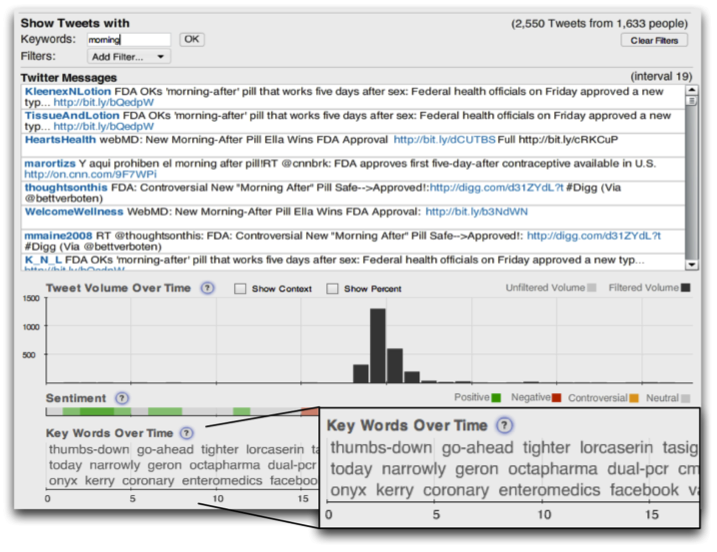 Show Tweets with
(2,550 Tweets from 1,633 people)
Keywords: morning OK
Clear Filters
Filters: Add Filter...
Twitter Messages
(interval 19)
KleenexNLotion FDA OKs 'morning-after' pill that works five days after sex: Federal health officials on Friday approved a new
typ... http://bit.ly/bQedpW
TissueAndLotion FDA OKs 'morning-after' pill that works five days after sex: Federal health officials on Friday approved a new
typ... http://bit.ly/bQedpW
HeartsHealth webMD: New Morning-After Pill Ella Wins FDA Approval http://bit.ly/dCUTBS Full http://bit.ly/cRKCuP
marortizs Y aqui prohiben el morning after pill!RT @cnnbrk: FDA approves first five-day-after contraceptive available in U.S.
http://on.cnn.com/9F7WPi
thoughtsonthis FDA: Controversial New "Morning After" Pill Safe-->Approved!:http://digg.com/d31ZYdL?t #Digg (Via
@bettverboten)
WelcomeWellness WebMD: New Morning-After Pill Ella Wins FDA Approval: http://bit.ly/b3NdWN
mmaine2008 RT @thoughtsonthis: FDA: Controversial New "Morning After" Pill Safe-->Approved!: http://digg.com/d31ZYdL?t
#Digg (Via @bettverboten)
K_N_L FDA OKs 'morning-after' pill that works five days after sex: Federal health officials on Friday approved a new typ...
http://bit.ly/bQedpW
Tweet Volume Over Time ? Show Context Show Percent Unfiltered Volume Filtered Volume
1500
1000
500
Sentiment ? Positive Negative Controversial Neutral
Key Words Over Time ?
thumbs-down go-ahead tighter lorcaserin ta
today narrowly geron octapharma dual-pcr
onyx kerry coronary enteromedics faceboo
0 5 10 15
Key Words Over Time ?
thumbs-down go-ahead tighter lorcaserin tasig
today narrowly geron octapharma dual-pcr cm
onyx kerry coronary enteromedics facebook va
0 5 10 15